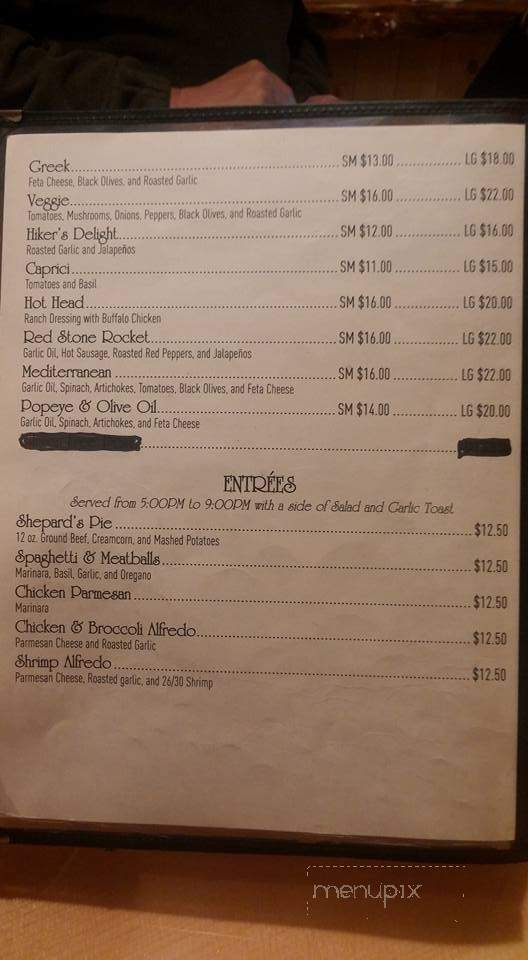 Greek SM $13.00 LG $18.00
Feta Cheese, Black Olives, and Roasted Garlic
Veggie SM $16.00 LG $22.00
Tomatoes, Mushrooms, Onions, Peppers, Black Olives, and Roasted Garlic
Hiker's Delight SM $12.00 LG $16.00
Roasted Garlic and Jalapeños
Caprici SM $11.00 LG $15.00
Tomatoes and Basil
Hot Head SM $16.00 LG $20.00
Ranch Dressing with Buffalo Chicken
Red Stone Rocket SM $16.00 LG $22.00
Garlic Oil, Hot Sausage, Roasted Red Peppers, and Jalapeños
Mediterranean SM $16.00 LG $22.00
Garlic Oil, Spinach, Artichokes, Tomatoes, Black Olives, and Feta Cheese
Popeye & Olive Oil SM $14.00 LG $20.00
Garlic Oil, Spinach, Artichokes, and Feta Cheese
ENTRÉES
Served from 5:00PM to 9:00PM with a side of Salad and Garlic Toast
Shepard's Pie $12.50
12 oz. Ground Beef, Creamcorn, and Mashed Potatoes
Spaghetti & Meatballs $12.50
Marinara, Basil, Garlic, and Oregano
Chicken Parmesan $12.50
Marinara
Chicken & Broccoli Alfredo $12.50
Parmesan Cheese and Roasted Garlic
Shrimp Alfredo $12.50
Parmesan Cheese, Roasted garlic, and 26/30 Shrimp
menupix